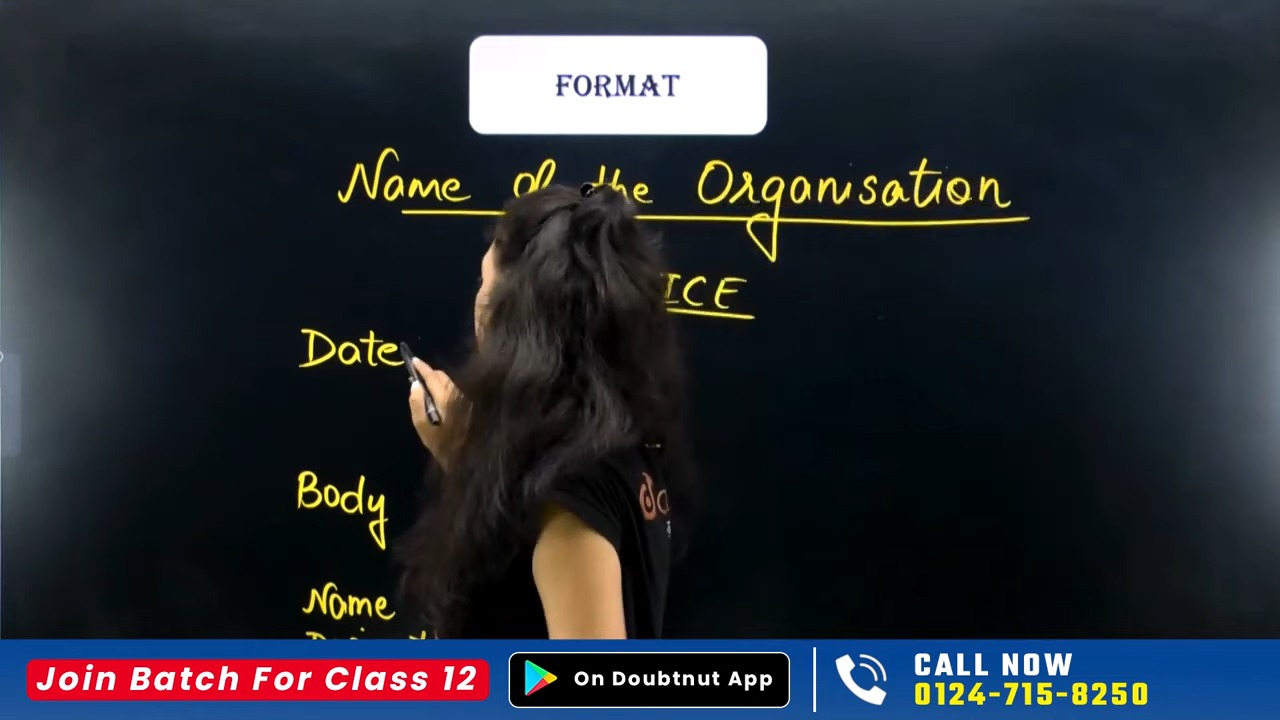 FORMAT
Name of the Organisation
ICE
Date
Body
Name
Join Batch For Class 12
On Doubtnut App
CALL NOW
0124-715-8250